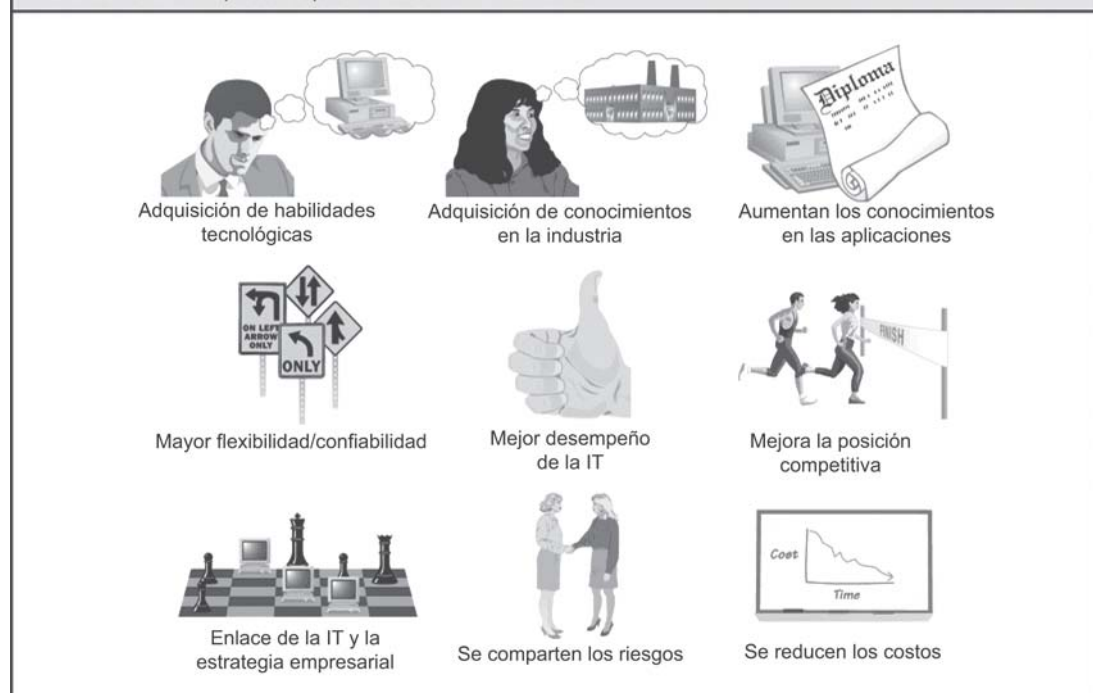 Adquisición de habilidades
tecnológicas
Adquisición de conocimientos
en la industria
Diploma
Aumentan los conocimientos
en las aplicaciones
ON LEFT
ARROW
ONLY
ONLY
Mayor flexibilidad/confiabilidad
Mejor desempeño
de la IT
FINISH
Mejora la posición
competitiva
Enlace de la IT y la
estrategia empresarial
Se comparten los riesgos
Cost
Time
Se reducen los costos